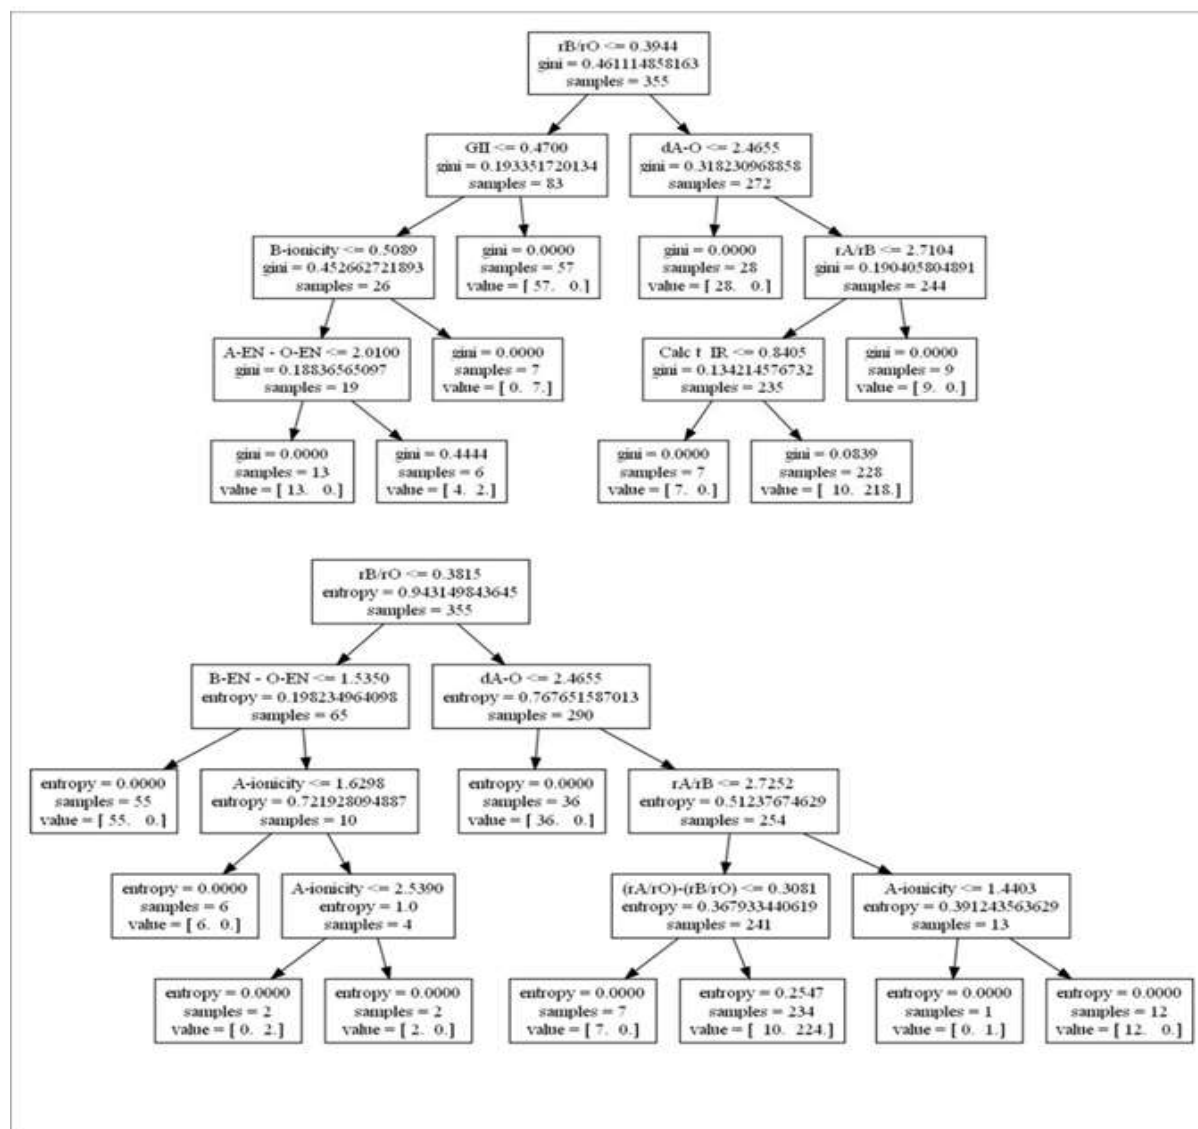 rB/rO <= 0.3944
gini = 0.461114858163
samples = 355
GII <= 0.4700
gini = 0.193351720134
samples = 83
dA-O <= 2.4655
gini = 0.318230968858
samples = 272
B-ionicity <= 0.5089
gini = 0.452662721893
samples = 26
gini = 0.0000
samples = 57
value = [ 57. 0.]
gini = 0.0000
samples = 28
value = [ 28. 0.]
rA/rB <= 2.7104
gini = 0.190405804891
samples = 244
A-EN - O-EN <= 2.0100
gini = 0.18836565097
samples = 19
gini = 0.0000
samples = 7
value = [ 0. 7.]
Calc t IR <= 0.8405
gini = 0.134214576732
samples = 235
gini = 0.0000
samples = 9
value = [ 9. 0.]
gini = 0.0000
samples = 13
value = [ 13. 0.]
gini = 0.4444
samples = 6
value = [ 4. 2.]
gini = 0.0000
samples = 7
value = [ 7. 0.]
gini = 0.0839
samples = 228
value = [ 10. 218.]
rB/rO <= 0.3815
entropy = 0.943149843645
samples = 355
B-EN - O-EN <= 1.5350
entropy = 0.198234964098
samples = 65
dA-O <= 2.4655
entropy = 0.767651587013
samples = 290
entropy = 0.0000
samples = 55
value = [ 55. 0.]
A-ionicity <= 1.6298
entropy = 0.721928094887
samples = 10
entropy = 0.0000
samples = 36
value = [ 36. 0.]
rA/rB <= 2.7252
entropy = 0.51237674629
samples = 254
entropy = 0.0000
samples = 6
value = [ 6. 0.]
A-ionicity <= 2.5390
entropy = 1.0
samples = 4
(rA/rO)-(rB/rO) <= 0.3081
entropy = 0.367933440619
samples = 241
A-ionicity <= 1.4403
entropy = 0.391243563629
samples = 13
entropy = 0.0000
samples = 2
value = [ 0. 2.]
entropy = 0.0000
samples = 2
value = [ 2. 0.]
entropy = 0.0000
samples = 7
value = [ 7. 0.]
entropy = 0.2547
samples = 234
value = [ 10. 224.]
entropy = 0.0000
samples = 1
value = [ 0. 1.]
entropy = 0.0000
samples = 12
value = [ 12. 0.]